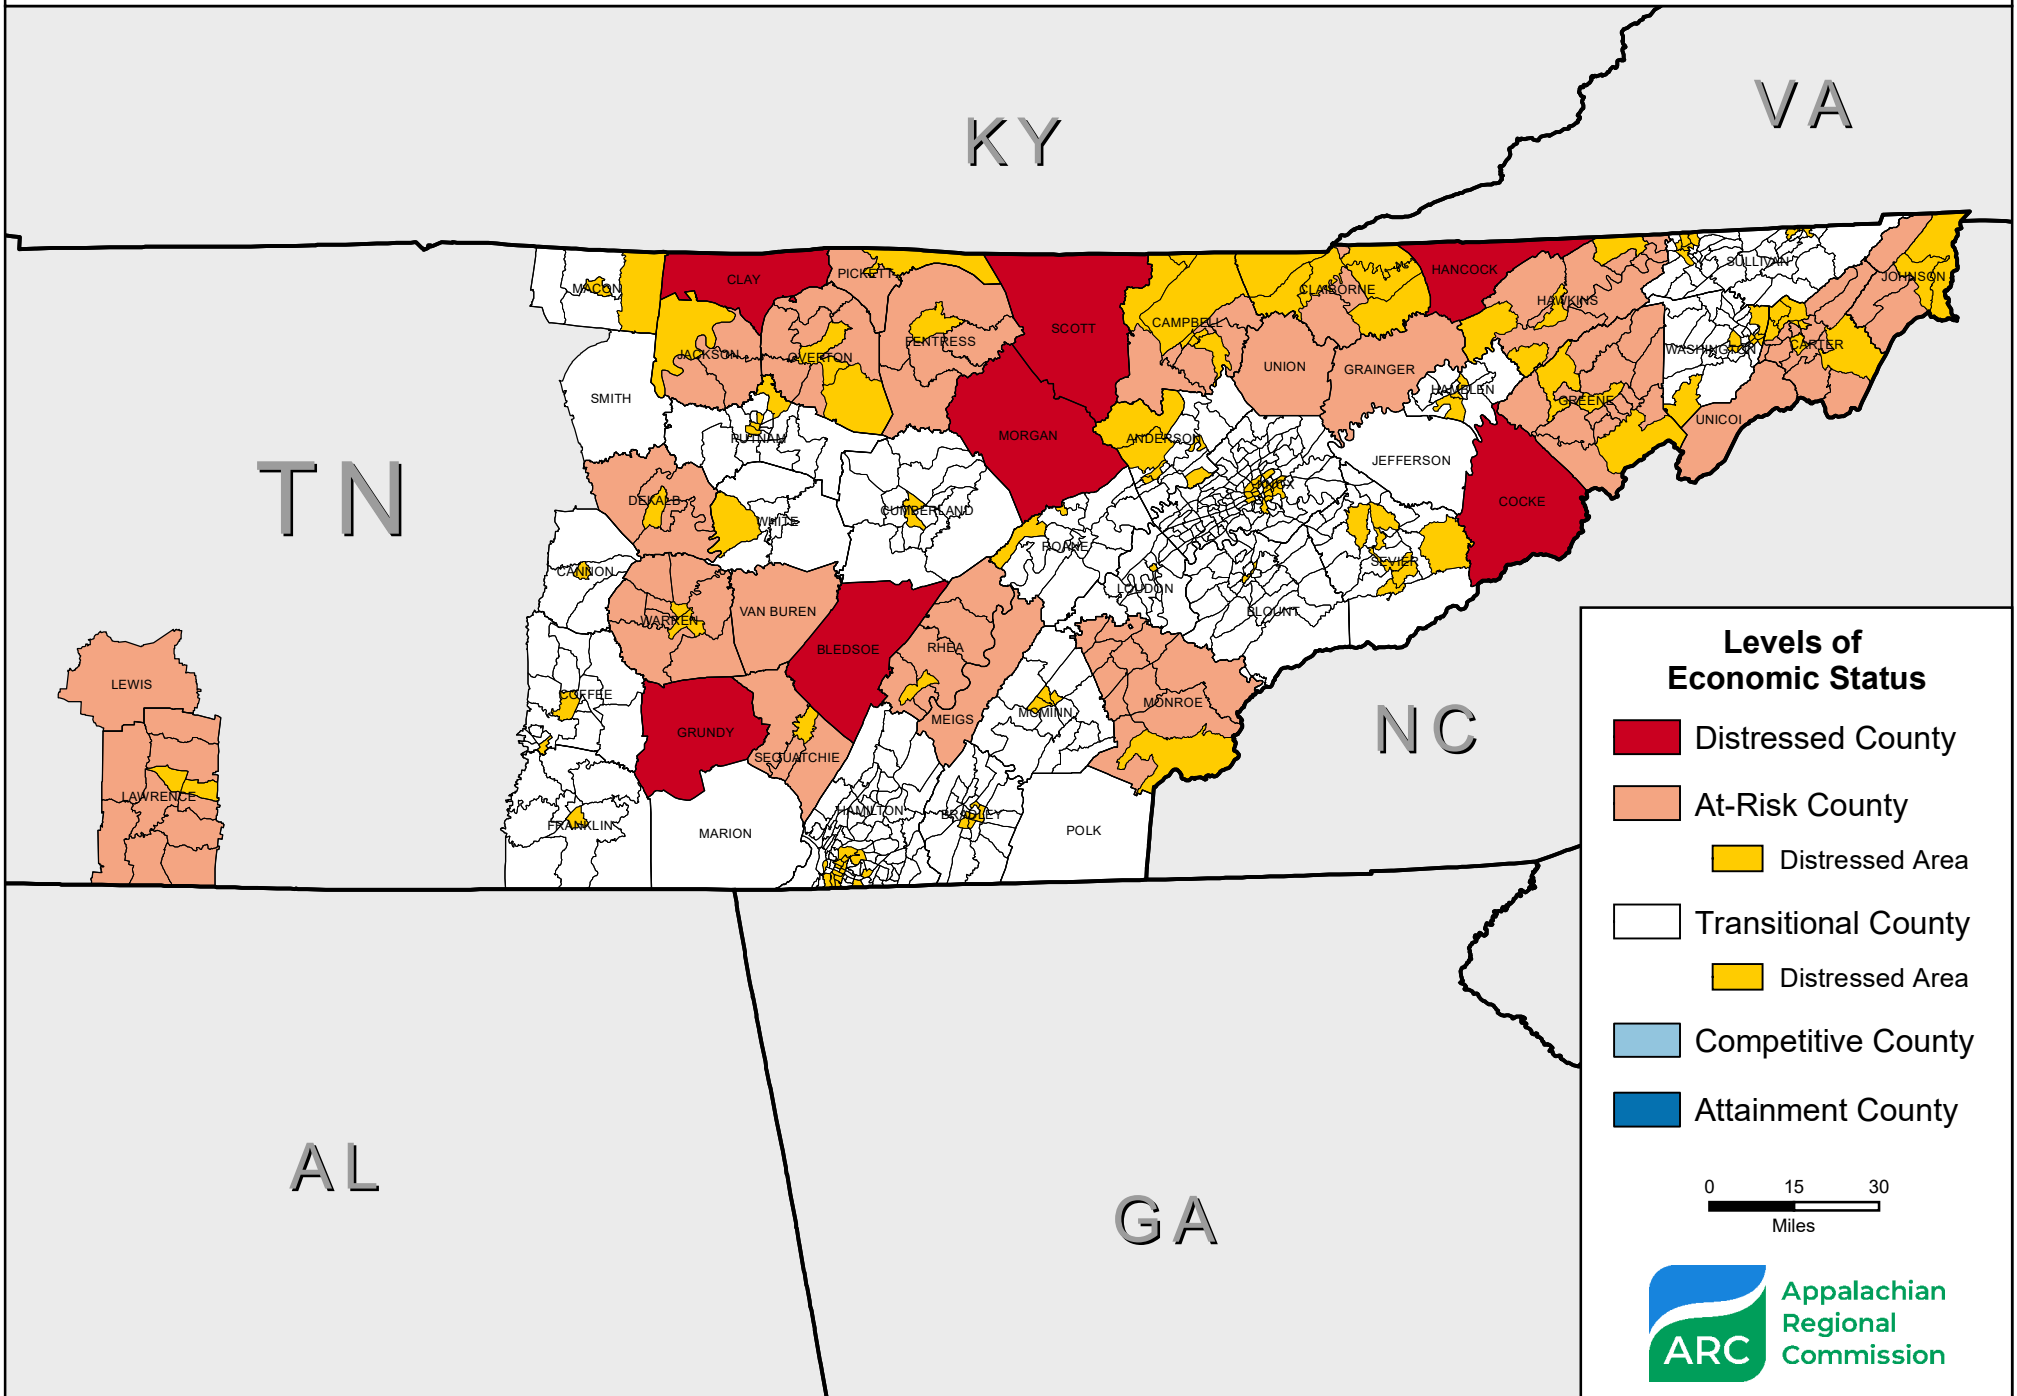 KY
VA
TN
NC
AL
GA
CLAY
PICKETT
MACON
HANCOCK
SULLIVAN
JOHNSON
CLAIBORNE
HAWKINS
SCOTT
CAMPBELL
JACKSON
OVERTON
FENTRESS
UNION
GRAINGER
WASHINGTON
CARTER
SMITH
HAMBLEN
GREENE
UNICOI
PUTNAM
MORGAN
ANDERSON
JEFFERSON
DEKALB
WHITE
CUMBERLAND
KNOX
COCKE
CANNON
ROANE
SEVIER
LOUDON
BLOUNT
WARREN
VAN BUREN
BLEDSOE
RHEA
LEWIS
COFFEE
MONROE
MCMINN
MEIGS
GRUNDY
SEQUATCHIE
LAWRENCE
FRANKLIN
MARION
HAMILTON
BRADLEY
POLK
Levels of
Economic Status
Distressed County
At-Risk County
Distressed Area
Transitional County
Distressed Area
Competitive County
Attainment County
0 15 30
Miles
ARC
Appalachian
Regional
Commission